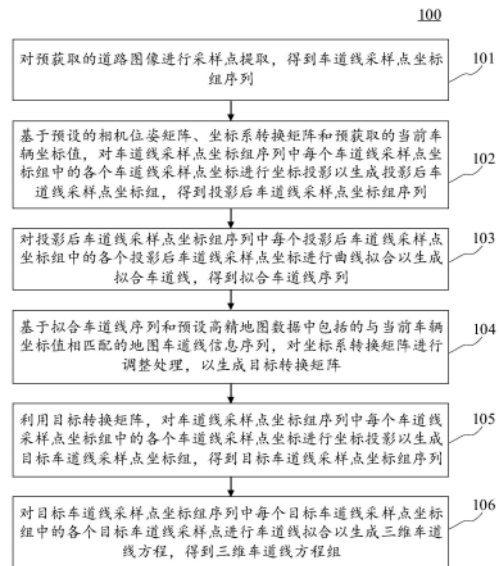 100
对预获取的道路图像进行采样点提取，得到车道线采样点坐标
组序列
101
基于预设的相机位姿矩阵、坐标系转换矩阵和预获取的当前车
辆坐标值，对车道线采样点坐标组序列中每个车道线采样点坐
标组中的各个车道线采样点坐标进行坐标投影以生成投影后车
道线采样点坐标组，得到投影后车道线采样点坐标组序列
102
对投影后车道线采样点坐标组序列中每个投影后车道线采样点
坐标组中的各个投影后车道线采样点坐标进行曲线拟合以生成
拟合车道线，得到拟合车道线序列
103
基于拟合车道线序列和预设高精地图数据中包括的与当前车辆
坐标值相匹配的地图车道线信息序列，对坐标系转换矩阵进行
调整处理，以生成目标转换矩阵
104
利用目标转换矩阵，对车道线采样点坐标组序列中每个车道线
采样点坐标组中的各个车道线采样点坐标进行坐标投影以生成
目标车道线采样点坐标组，得到目标车道线采样点坐标组序列
105
对目标车道线采样点坐标组序列中每个目标车道线采样点坐标
组中的各个目标车道线采样点进行车道线拟合以生成三维车道
线方程，得到三维车道线方程组
106